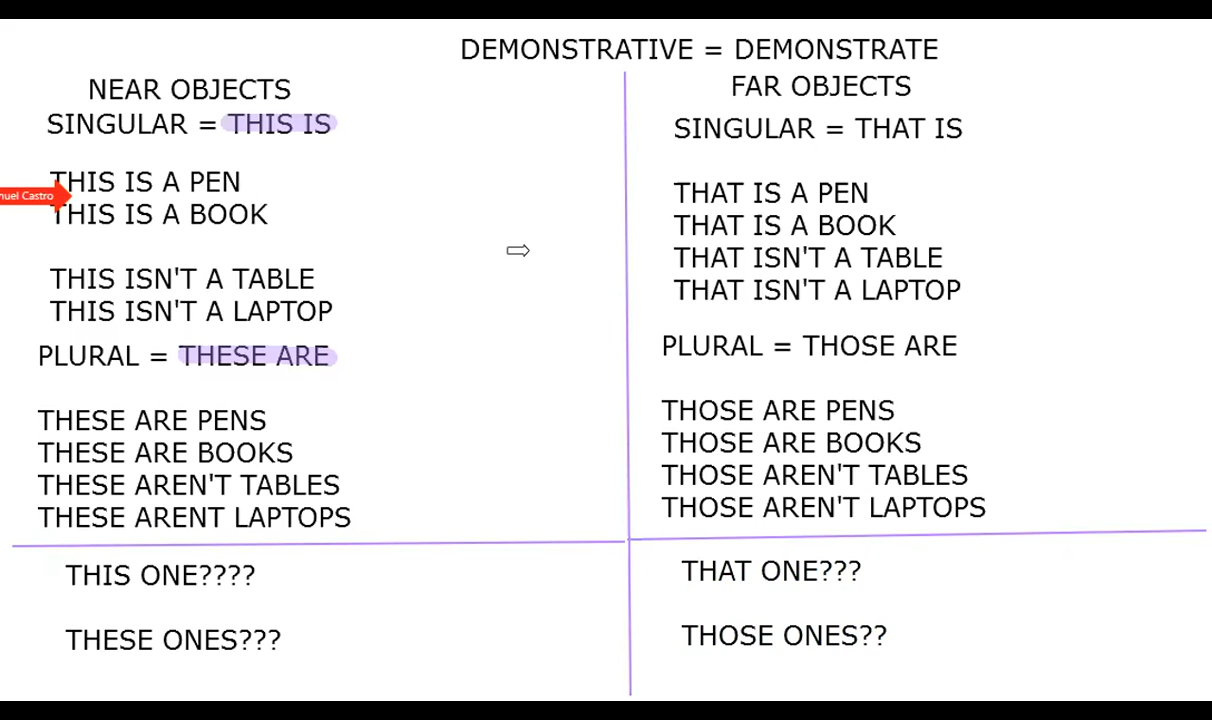 DEMONSTRATIVE = DEMONSTRATE
NEAR OBJECTS
SINGULAR = THIS IS
THIS IS A PEN
nuel Castro
THIS IS A BOOK
THIS ISN'T A TABLE
THIS ISN'T A LAPTOP
PLURAL = THESE ARE
THESE ARE PENS
THESE ARE BOOKS
THESE AREN'T TABLES
THESE ARENT LAPTOPS
THIS ONE????
THESE ONES???
FAR OBJECTS
SINGULAR = THAT IS
THAT IS A PEN
THAT IS A BOOK
THAT ISN'T A TABLE
THAT ISN'T A LAPTOP
PLURAL = THOSE ARE
THOSE ARE PENS
THOSE ARE BOOKS
THOSE AREN'T TABLES
THOSE AREN'T LAPTOPS
THAT ONE???
THOSE ONES??